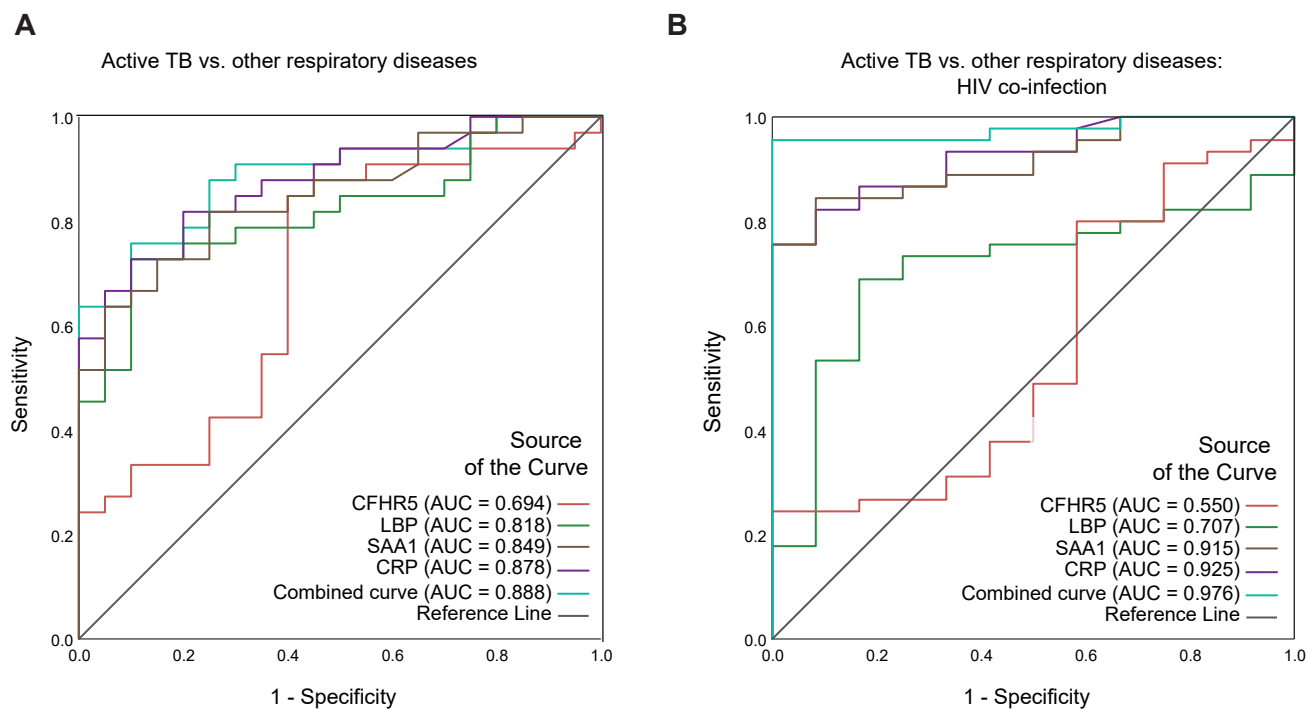 A
Active TB vs. other respiratory diseases
1.0
0.8
0.6
0.4
0.2
0.0
Sensitivity
Source
of the Curve
CFHR5 (AUC = 0.694)
LBP (AUC = 0.818)
SAA1 (AUC = 0.849)
CRP (AUC = 0.878)
Combined curve (AUC = 0.888)
Reference Line
0.0 0.2 0.4 0.6 0.8 1.0
1 - Specificity
B
Active TB vs. other respiratory diseases:
HIV co-infection
1.0
0.8
0.6
0.4
0.2
0.0
Sensitivity
Source
of the Curve
CFHR5 (AUC = 0.550)
LBP (AUC = 0.707)
SAA1 (AUC = 0.915)
CRP (AUC = 0.925)
Combined curve (AUC = 0.976)
Reference Line
0.0 0.2 0.4 0.6 0.8 1.0
1 - Specificity